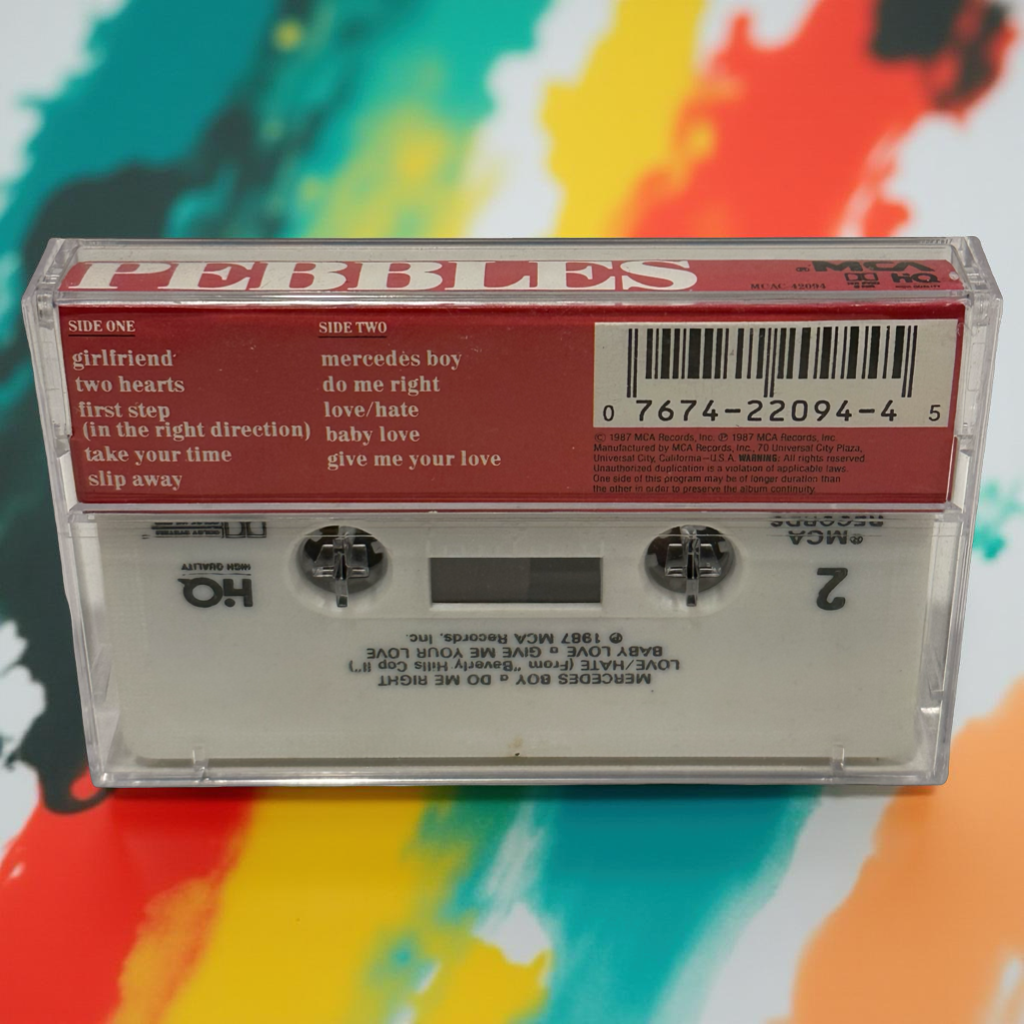 PEBBLES
® MCA
MCAC-42094
HQ
SIDE ONE
girlfriend
two hearts
first step
(in the right direction)
take your time
slip away
SIDE TWO
mercedes boy
do me right
love/hate
baby love
give me your love
0 7674-22094-4 5
© 1987 MCA Records, Inc. ℗ 1987 MCA Records, Inc.
Manufactured by MCA Records, Inc., 70 Universal City Plaza,
Universal City, California—U.S.A. WARNING: All rights reserved.
Unauthorized duplication is a violation of applicable laws.
One side of this program may be of longer duration than
the other in order to preserve the album continuity.
MERCEDES BOY □ DO ME RIGHT
LOVE/HATE (From "Baverly Hills Cop II")
BABY LOVE □ GIVE ME YOUR LOVE
℗ 1987 MCA Records, Inc.
2
HQ
HIGH QUALITY
MCA®
RECORDS
DOLBY SYSTEM